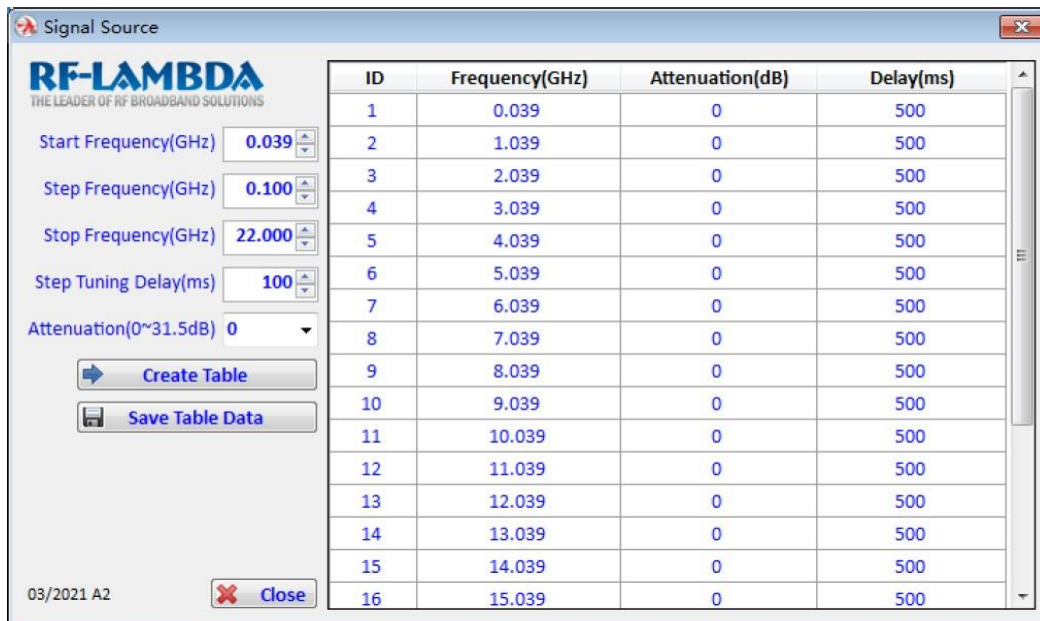 Signal Source
RF-LAMBDA
THE LEADER OF RF BROADBAND SOLUTIONS
Start Frequency(GHz) 0.039
Step Frequency(GHz) 0.100
Stop Frequency(GHz) 22.000
Step Tuning Delay(ms) 100
Attenuation(0~31.5dB) 0
Create Table
Save Table Data
03/2021 A2
Close
ID Frequency(GHz) Attenuation(dB) Delay(ms)
1 0.039 0 500
2 1.039 0 500
3 2.039 0 500
4 3.039 0 500
5 4.039 0 500
6 5.039 0 500
7 6.039 0 500
8 7.039 0 500
9 8.039 0 500
10 9.039 0 500
11 10.039 0 500
12 11.039 0 500
13 12.039 0 500
14 13.039 0 500
15 14.039 0 500
16 15.039 0 500